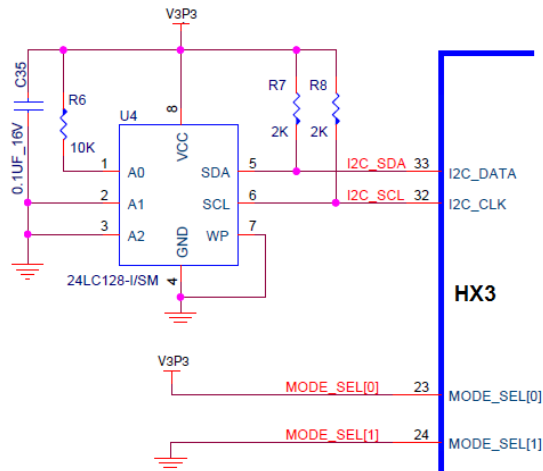 V3P3
C35
0.1UF_16V
R6
10K
U4
8
VCC
R7
2K
R8
2K
1 A0
SDA 5 I2C_SDA 33 I2C_DATA
2 A1
SCL 6 I2C_SCL 32 I2C_CLK
3 A2
WP 7
GND
4
24LC128-I/SM
HX3
V3P3
MODE_SEL[0] 23 MODE_SEL[0]
MODE_SEL[1] 24 MODE_SEL[1]